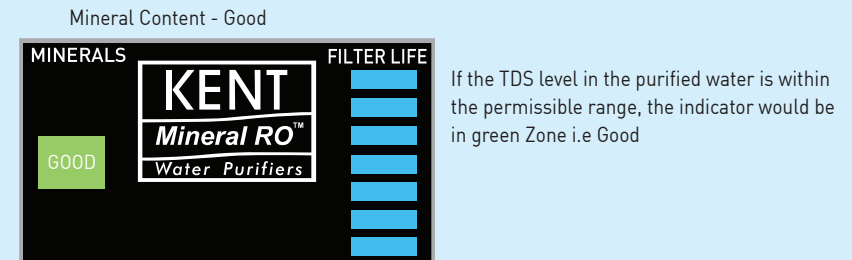 Mineral Content - Good
MINERALS
FILTER LIFE
KENT
Mineral RO™
Water Purifiers
GOOD
If the TDS level in the purified water is within
the permissible range, the indicator would be
in green Zone i.e Good